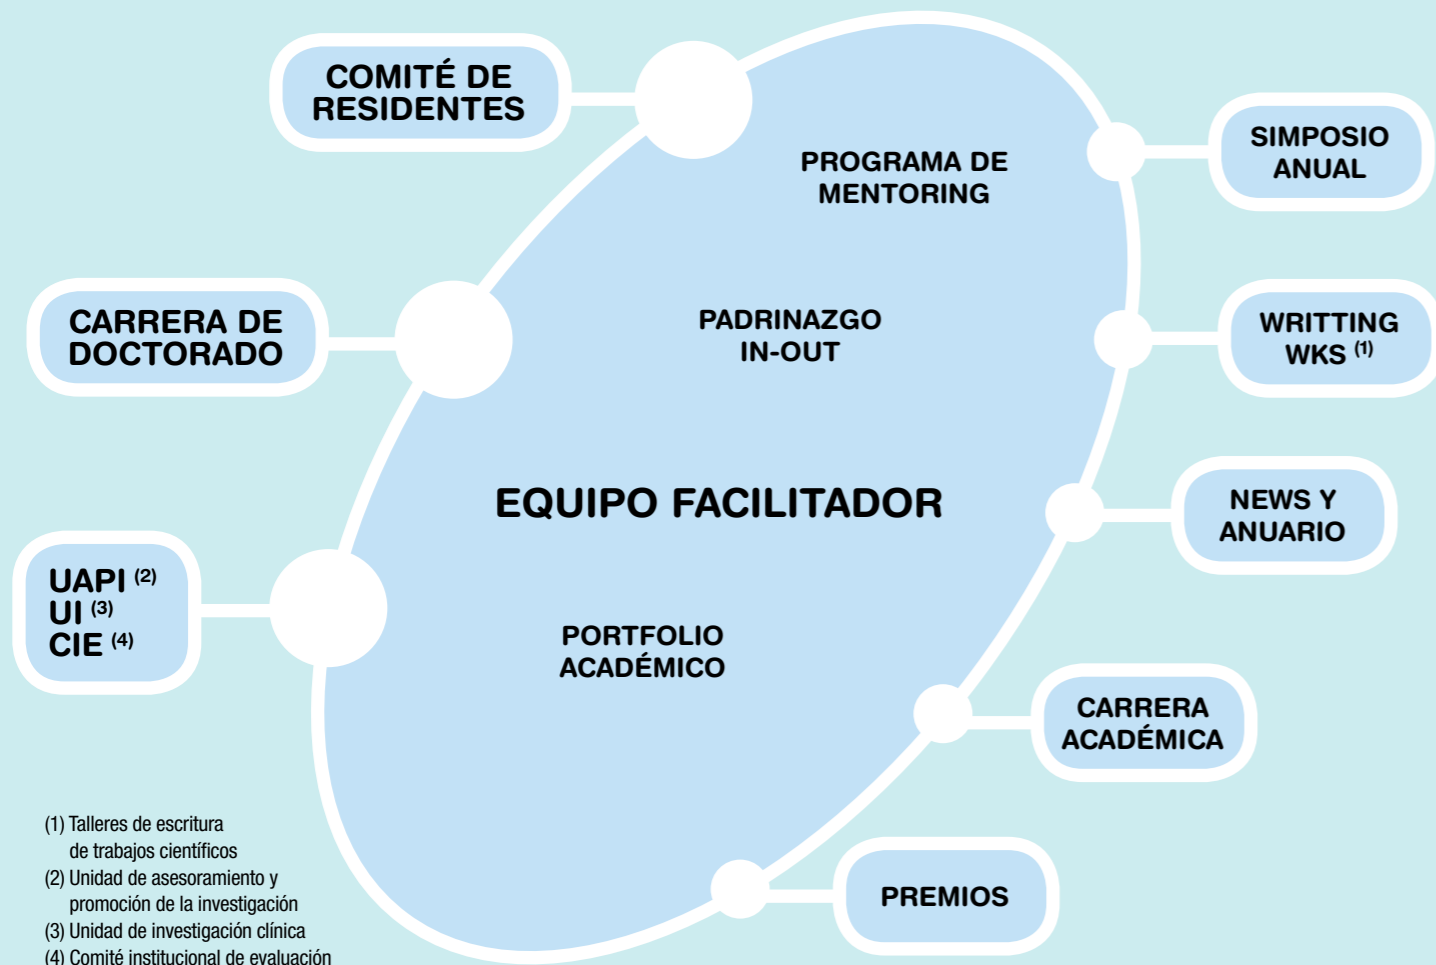 COMITÉ DE
RESIDENTES
PROGRAMA DE
MENTORING
SIMPOSIO
ANUAL
CARRERA DE
DOCTORADO
PADRINAZGO
IN-OUT
WRITTING
WKS (1)
EQUIPO FACILITADOR
NEWS Y
ANUARIO
UAPI (2)
UI (3)
CIE (4)
PORTFOLIO
ACADÉMICO
CARRERA
ACADÉMICA
PREMIOS
(1) Talleres de escritura
de trabajos científicos
(2) Unidad de asesoramiento y
promoción de la investigación
(3) Unidad de investigación clínica
(4) Comité institucional de evaluación